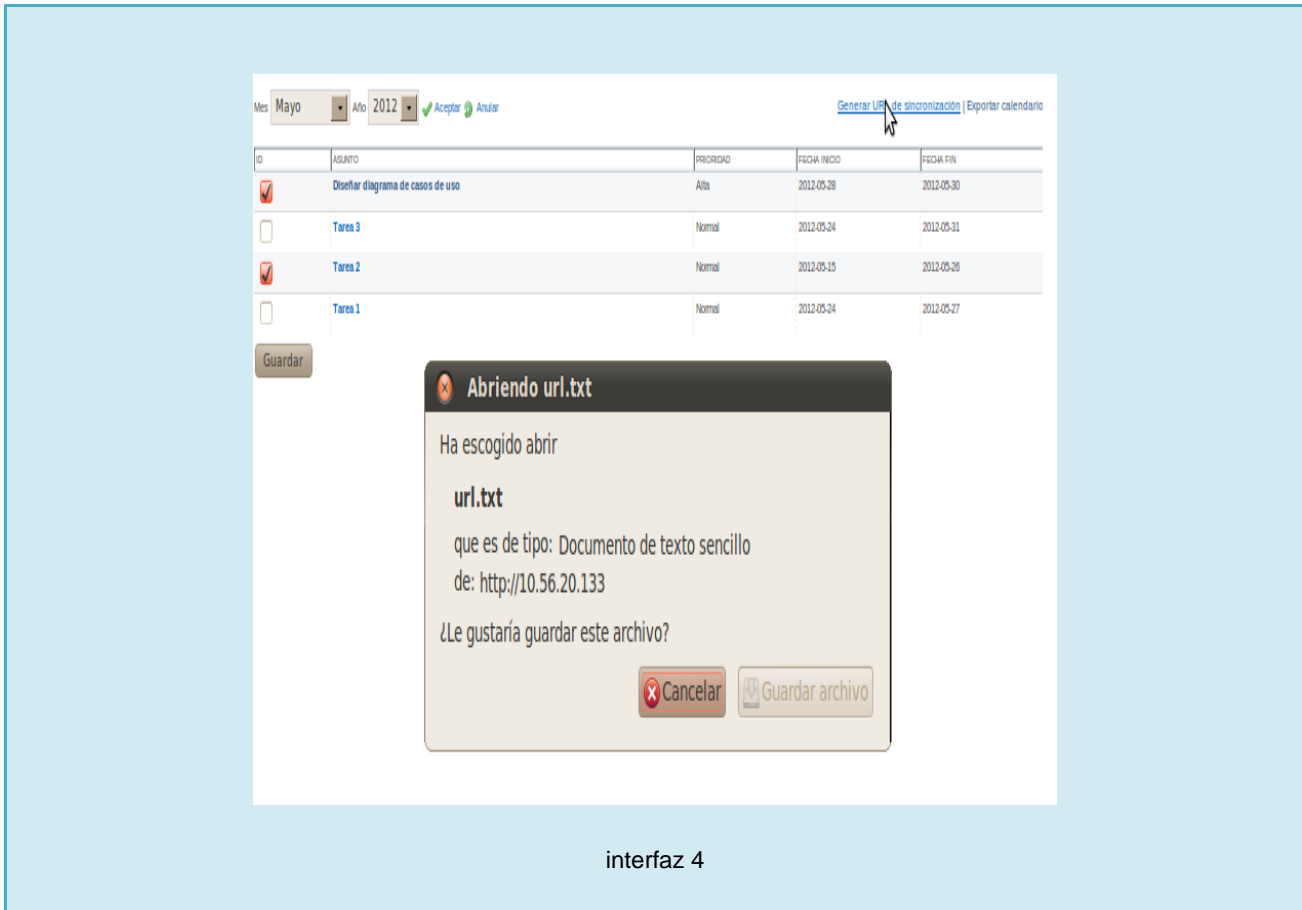 Mes Mayo Año 2012 Aceptar Anular Generar URL de sincronización | Exportar calendario
ID ASUNTO PRIORIDAD FECHA INICIO FECHA FIN
Diseñar diagrama de casos de uso Alta 2012-05-28 2012-05-30
Tarea 3 Normal 2012-05-24 2012-05-31
Tarea 2 Normal 2012-05-15 2012-05-26
Tarea 1 Normal 2012-05-24 2012-05-27
Guardar
Abriendo url.txt
Ha escogido abrir
url.txt
que es de tipo: Documento de texto sencillo
de: http://10.56.20.133
¿Le gustaría guardar este archivo?
Cancelar Guardar archivo
interfaz 4